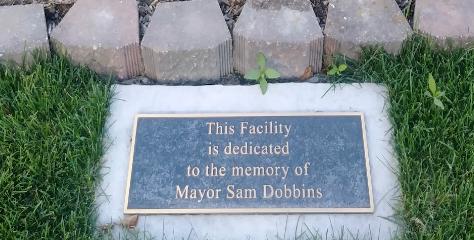 This Facility
is dedicated
to the memory of
Mayor Sam Dobbins